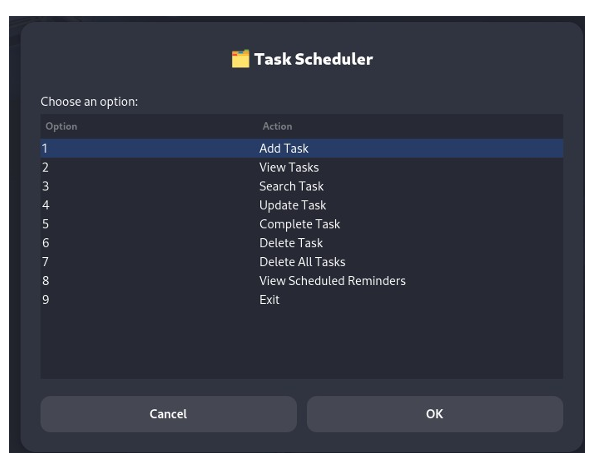 🗂️ Task Scheduler
Choose an option:
Option Action
1 Add Task
2 View Tasks
3 Search Task
4 Update Task
5 Complete Task
6 Delete Task
7 Delete All Tasks
8 View Scheduled Reminders
9 Exit
Cancel OK